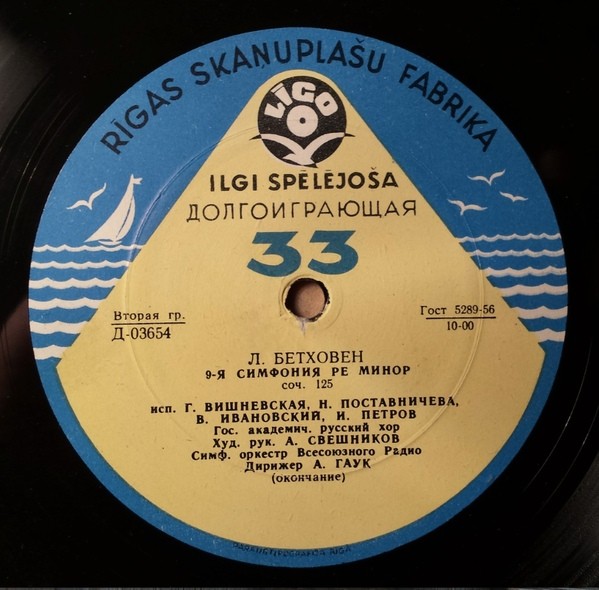 RĪGAS SKAŅUPLAŠU FABRIKA
LĪGO
ILGI SPĒLĒJOŠA
ДОЛГОИГРАЮЩАЯ
33
Вторая гр.
Д-03654
Гост 5289-56
10-00
Л. БЕТХОВЕН
9-Я СИМФОНИЯ РЕ МИНОР
соч. 125
исп. Г. ВИШНЕВСКАЯ, Н. ПОСТАВНИЧЕВА,
В. ИВАНОВСКИЙ, И. ПЕТРОВ
Гос. академич. русский хор
Худ. рук. А. СВЕШНИКОВ
Симф. оркестр Всесоюзного Радио
Дирижер А. ГАУК
(окончание)